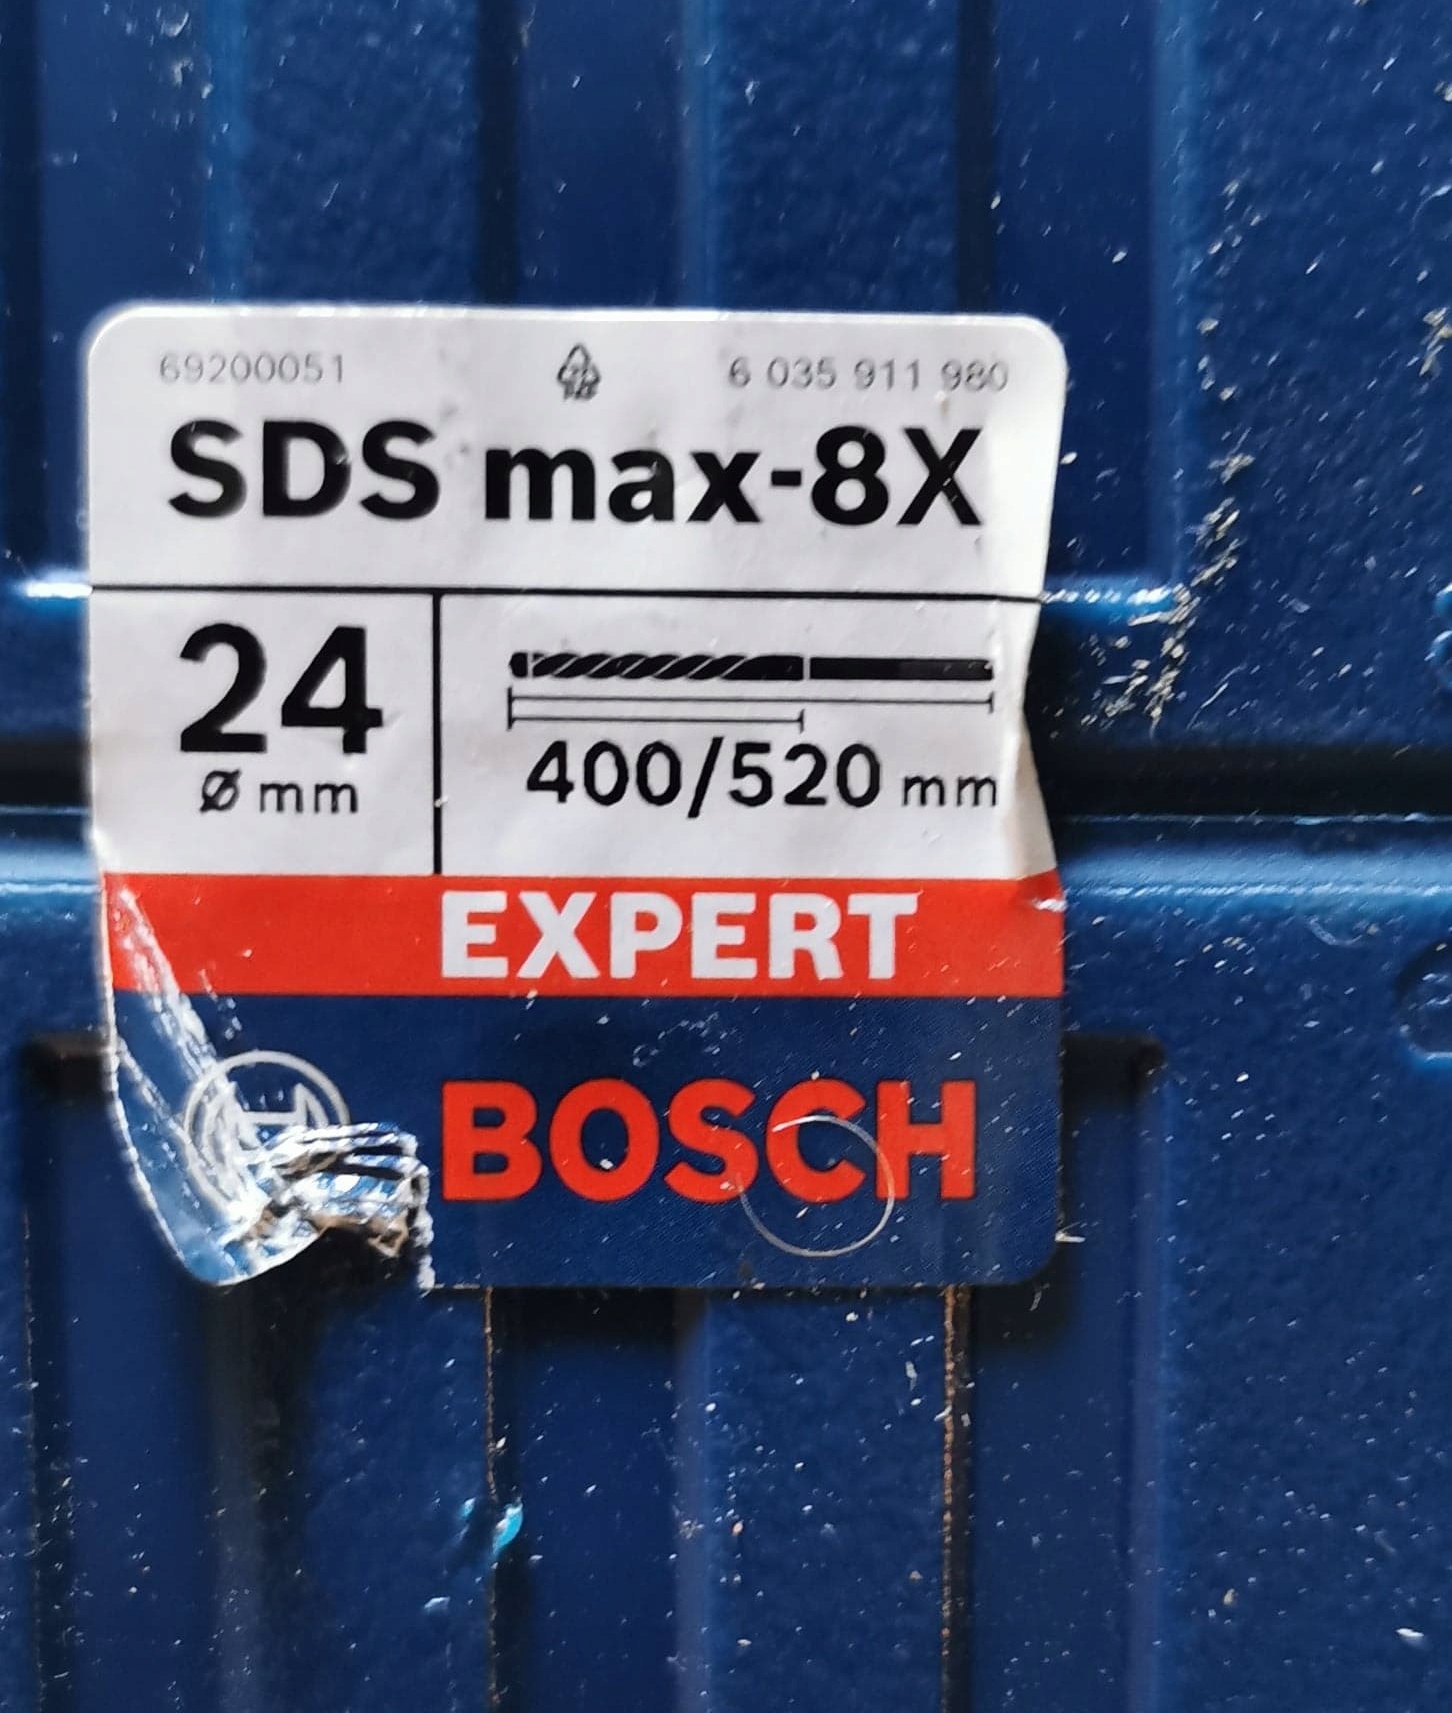 69200051 6 035 911 980
SDS max-8X
24
Ø mm
400/520 mm
EXPERT
BOSCH